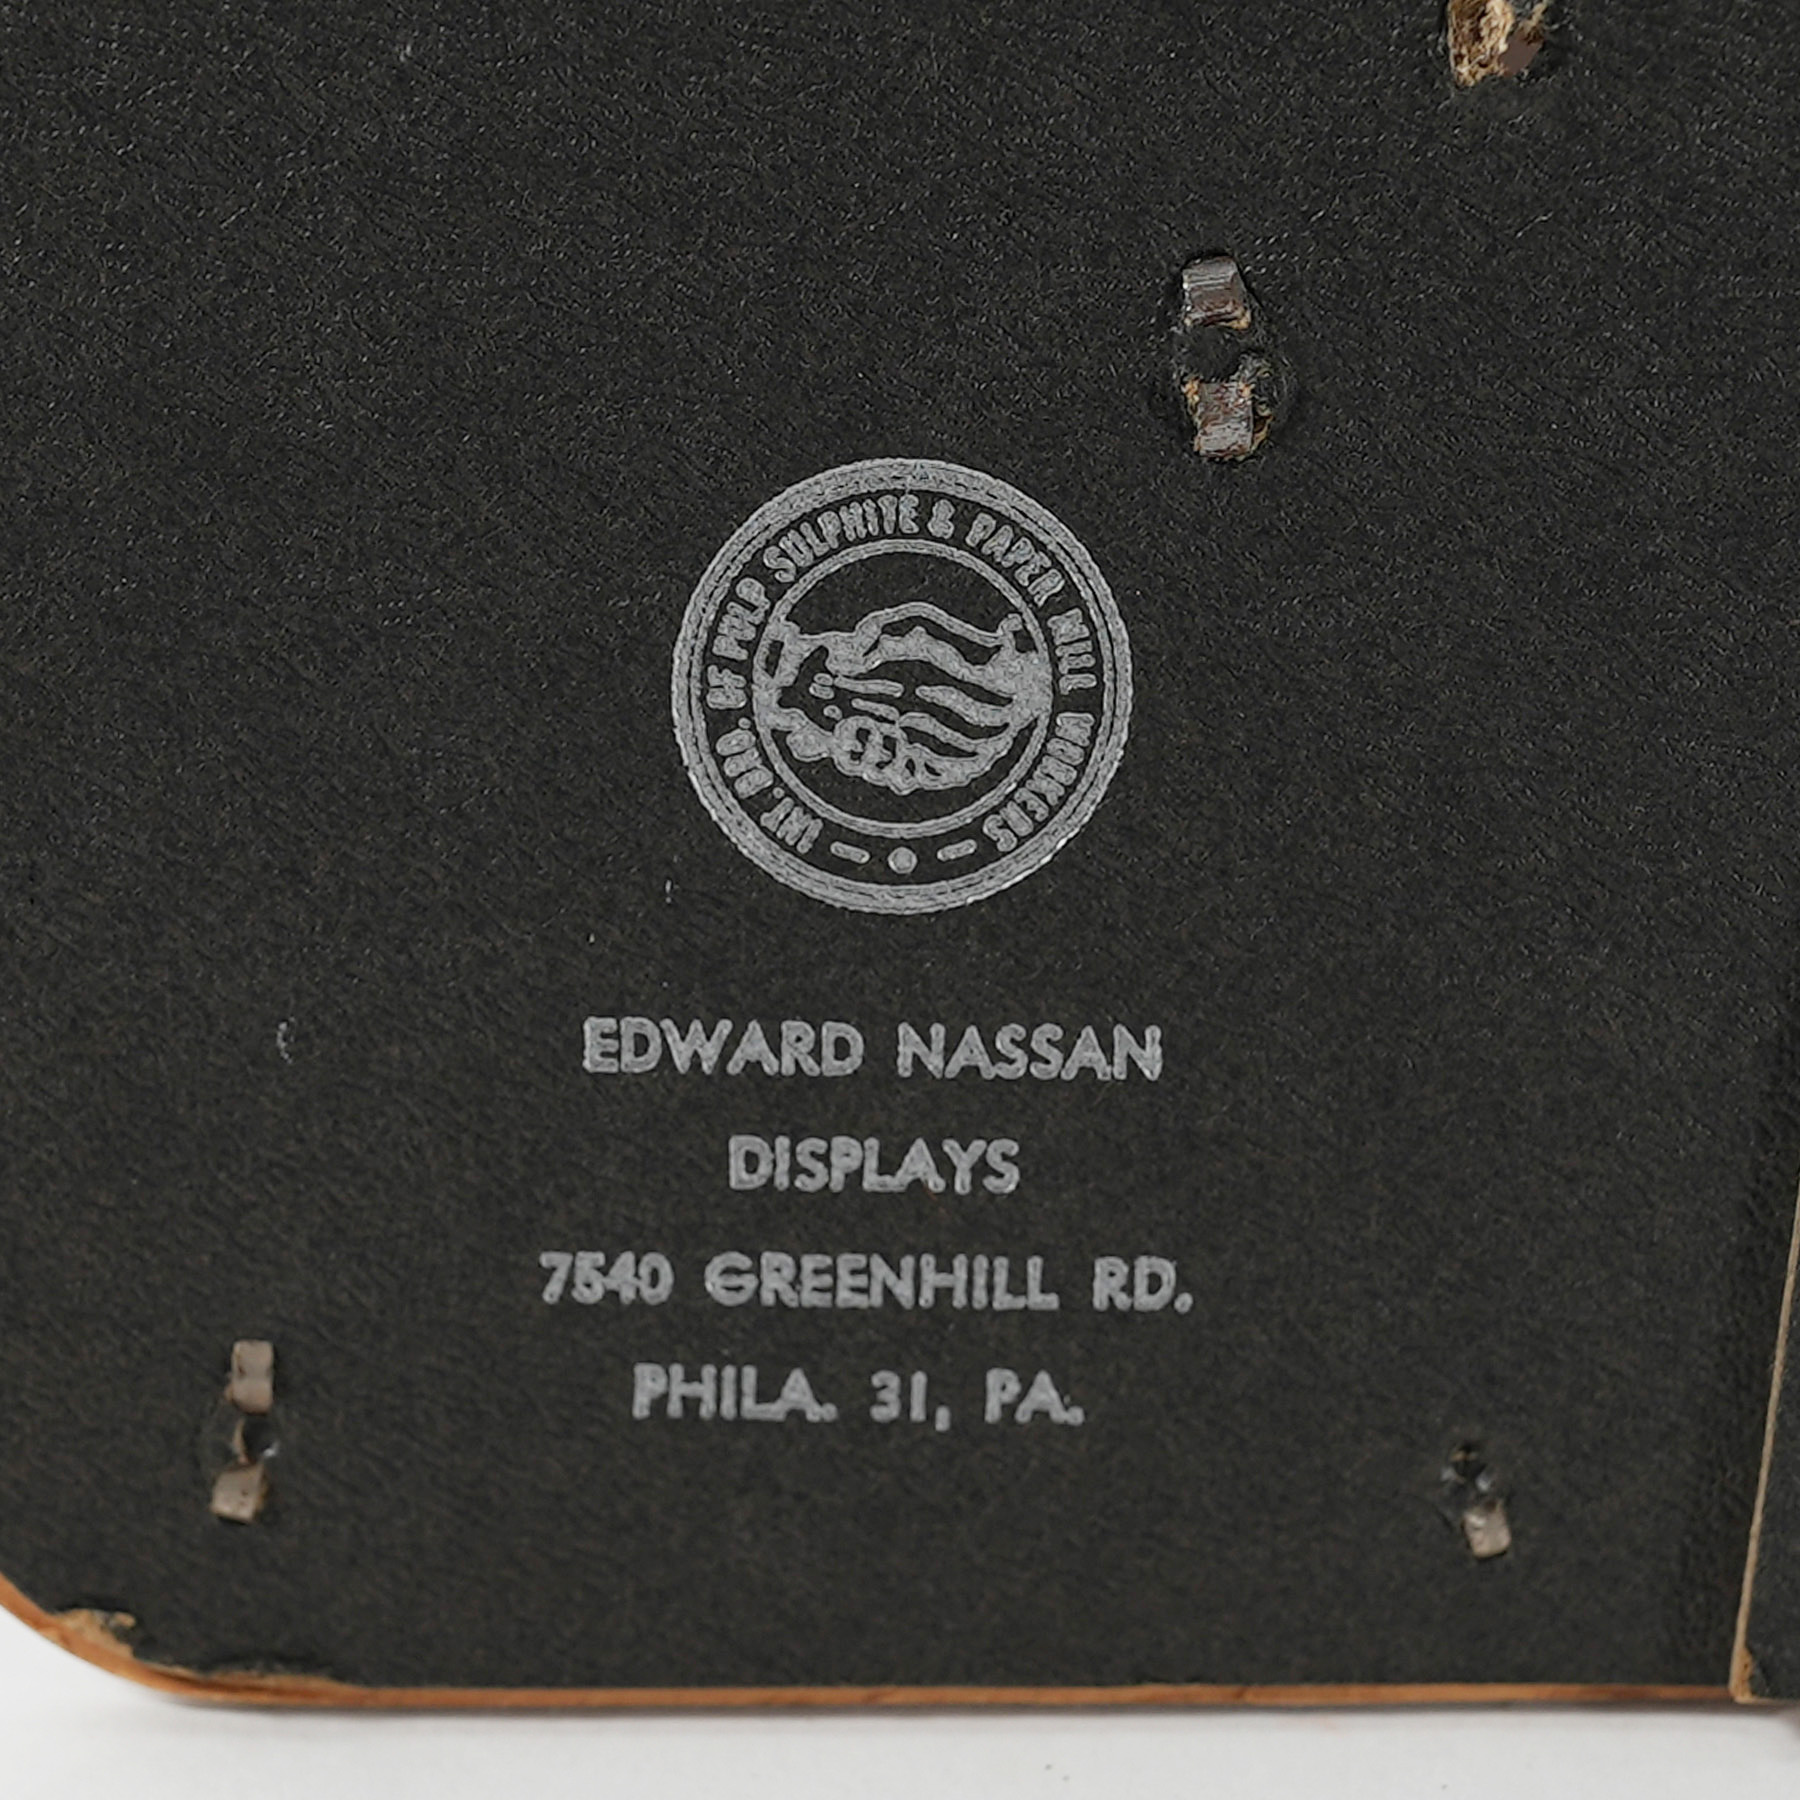 INT. BRO. OF PULP SULPHITE & PAPER MILL WORKERS
EDWARD NASSAN
DISPLAYS
7540 GREENHILL RD.
PHILA. 31, PA.